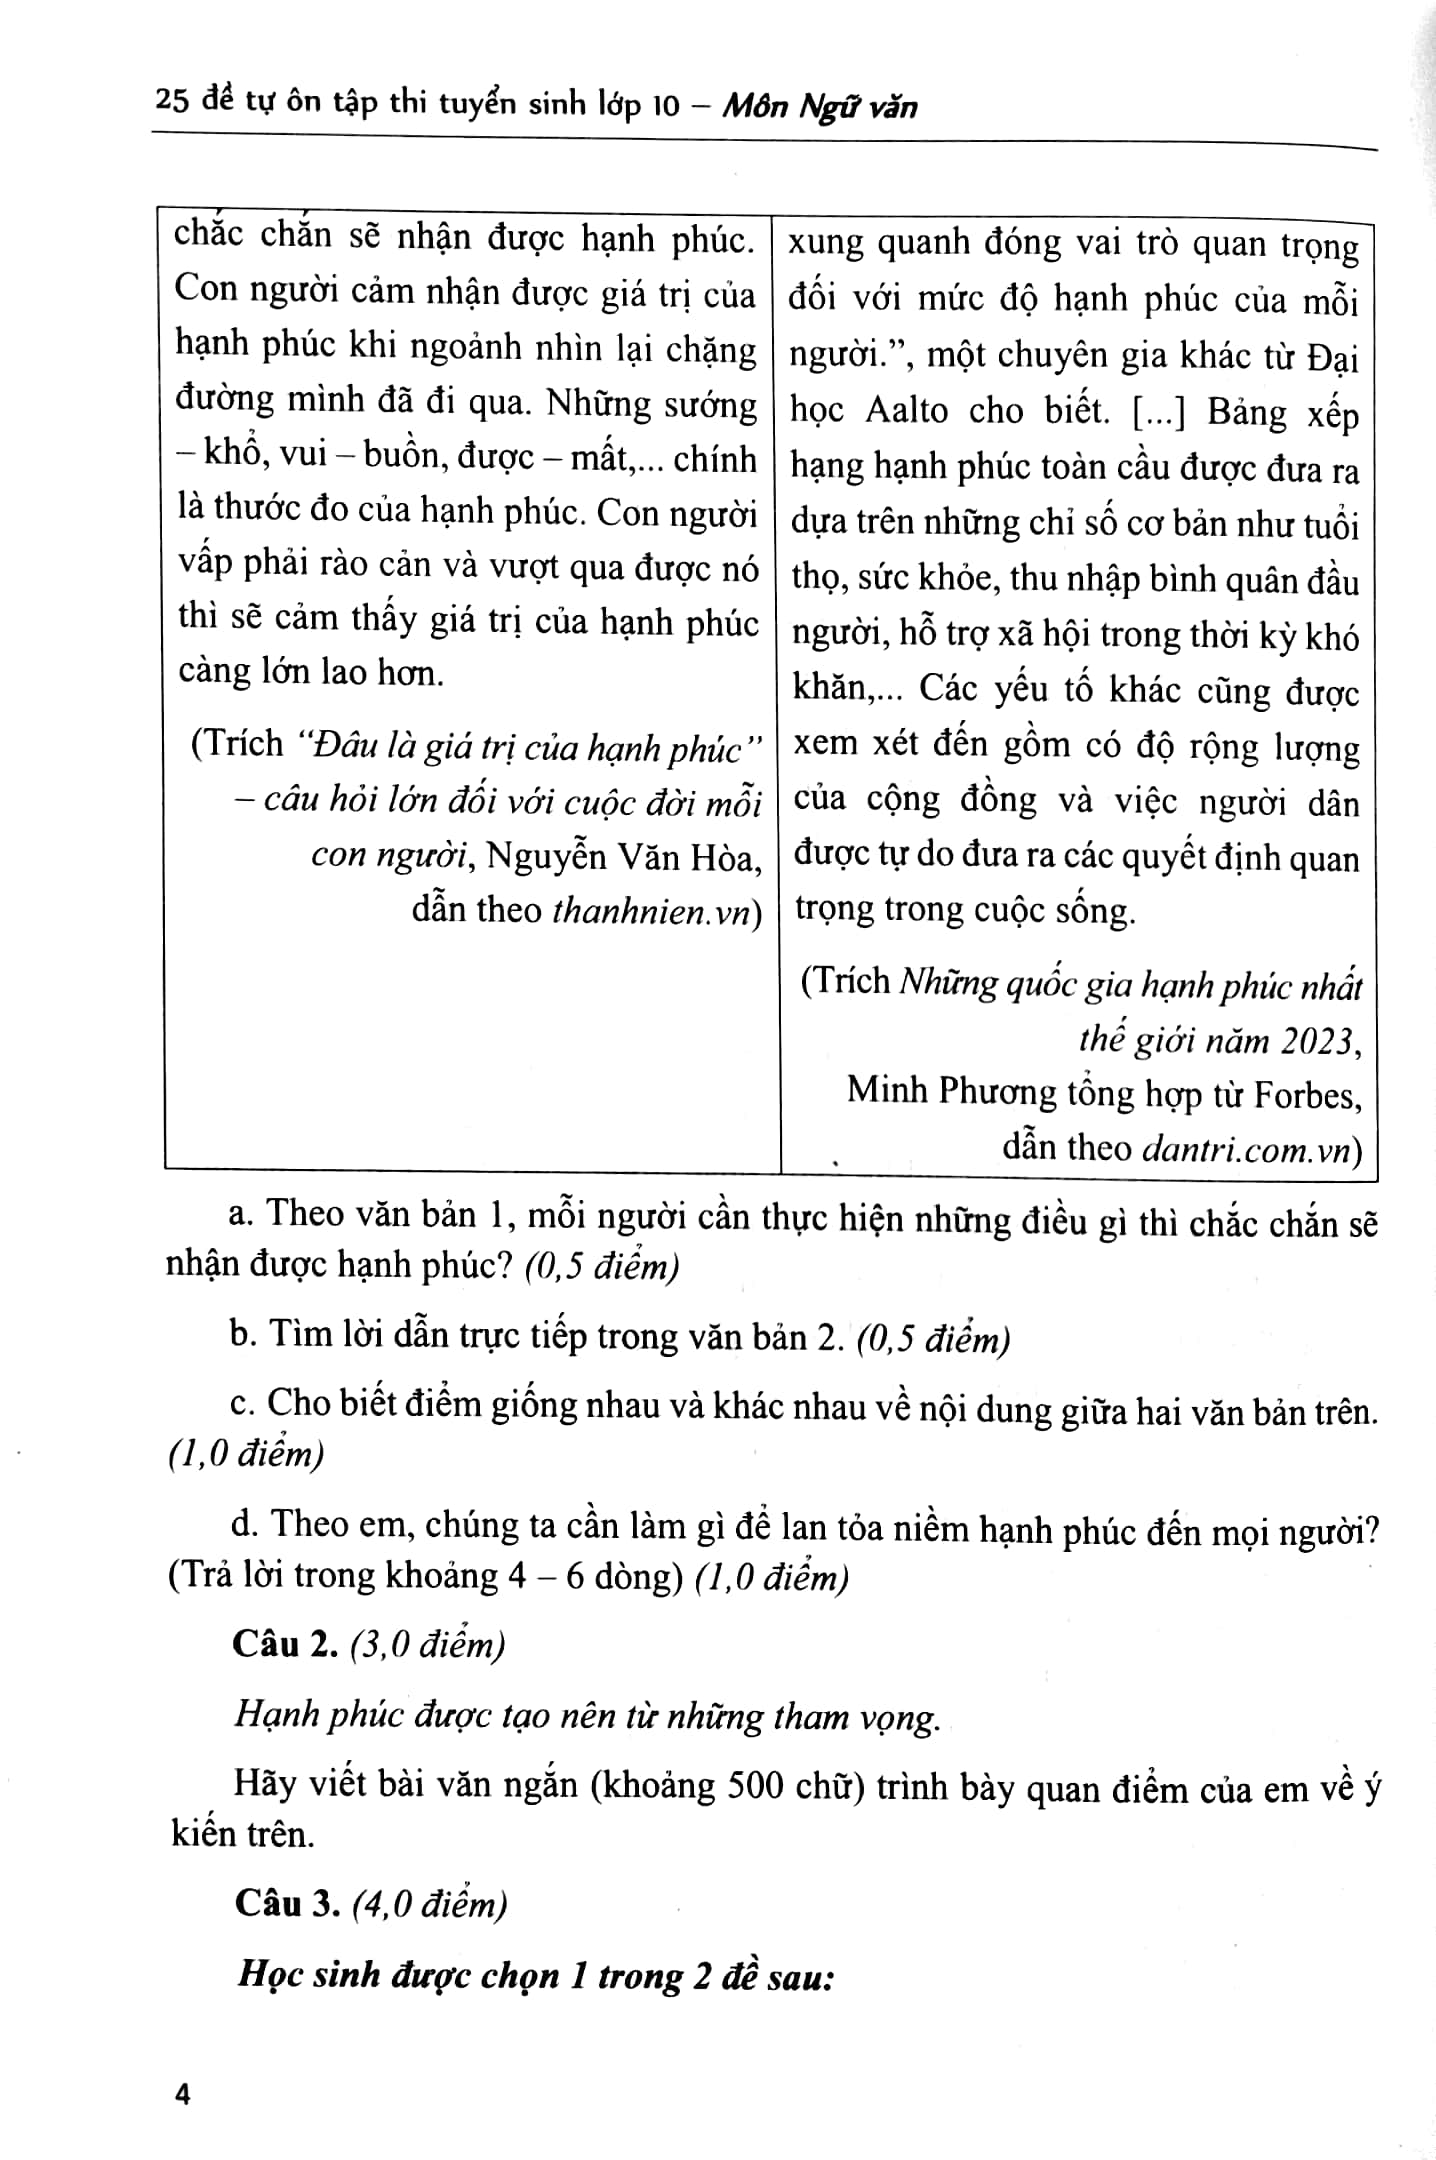 25 đề tự ôn tập thi tuyển sinh lớp 10 – Môn Ngữ văn
chắc chắn sẽ nhận được hạnh phúc.
Con người cảm nhận được giá trị của
hạnh phúc khi ngoảnh nhìn lại chặng
đường mình đã đi qua. Những sướng
– khổ, vui – buồn, được – mất,... chính
là thước đo của hạnh phúc. Con người
vấp phải rào cản và vượt qua được nó
thì sẽ cảm thấy giá trị của hạnh phúc
càng lớn lao hơn.
(Trích “Đâu là giá trị của hạnh phúc”
– câu hỏi lớn đối với cuộc đời mỗi
con người, Nguyễn Văn Hòa,
dẫn theo thanhnien.vn)
xung quanh đóng vai trò quan trọng
đối với mức độ hạnh phúc của mỗi
người.”, một chuyên gia khác từ Đại
học Aalto cho biết. [...] Bảng xếp
hạng hạnh phúc toàn cầu được đưa ra
dựa trên những chỉ số cơ bản như tuổi
thọ, sức khỏe, thu nhập bình quân đầu
người, hỗ trợ xã hội trong thời kỳ khó
khăn,... Các yếu tố khác cũng được
xem xét đến gồm có độ rộng lượng
của cộng đồng và việc người dân
được tự do đưa ra các quyết định quan
trọng trong cuộc sống.
(Trích Những quốc gia hạnh phúc nhất
thế giới năm 2023,
Minh Phương tổng hợp từ Forbes,
dẫn theo dantri.com.vn)
a. Theo văn bản 1, mỗi người cần thực hiện những điều gì thì chắc chắn sẽ
nhận được hạnh phúc? (0,5 điểm)
b. Tìm lời dẫn trực tiếp trong văn bản 2. (0,5 điểm)
c. Cho biết điểm giống nhau và khác nhau về nội dung giữa hai văn bản trên.
(1,0 điểm)
d. Theo em, chúng ta cần làm gì để lan tỏa niềm hạnh phúc đến mọi người?
(Trả lời trong khoảng 4 – 6 dòng) (1,0 điểm)
Câu 2. (3,0 điểm)
Hạnh phúc được tạo nên từ những tham vọng.
Hãy viết bài văn ngắn (khoảng 500 chữ) trình bày quan điểm của em về ý
kiến trên.
Câu 3. (4,0 điểm)
Học sinh được chọn 1 trong 2 đề sau:
4